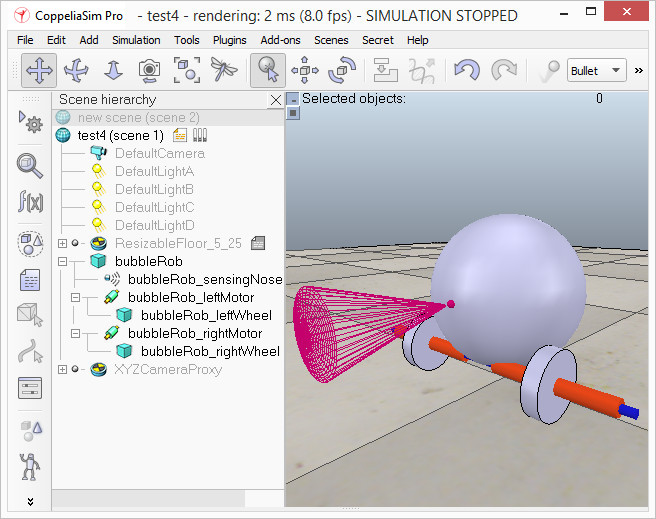 CoppeliaSim Pro - test4 - rendering: 2 ms (8.0 fps) - SIMULATION STOPPED
File Edit Add Simulation Tools Plugins Add-ons Scenes Secret Help
Bullet
»
Scene hierarchy
Selected objects: 0
new scene (scene 2)
test4 (scene 1)
DefaultCamera
DefaultLightA
DefaultLightB
DefaultLightC
DefaultLightD
ResizableFloor_5_25
bubbleRob
bubbleRob_sensingNose
bubbleRob_leftMotor
bubbleRob_leftWheel
bubbleRob_rightMotor
bubbleRob_rightWheel
XYZCameraProxy
f(x)